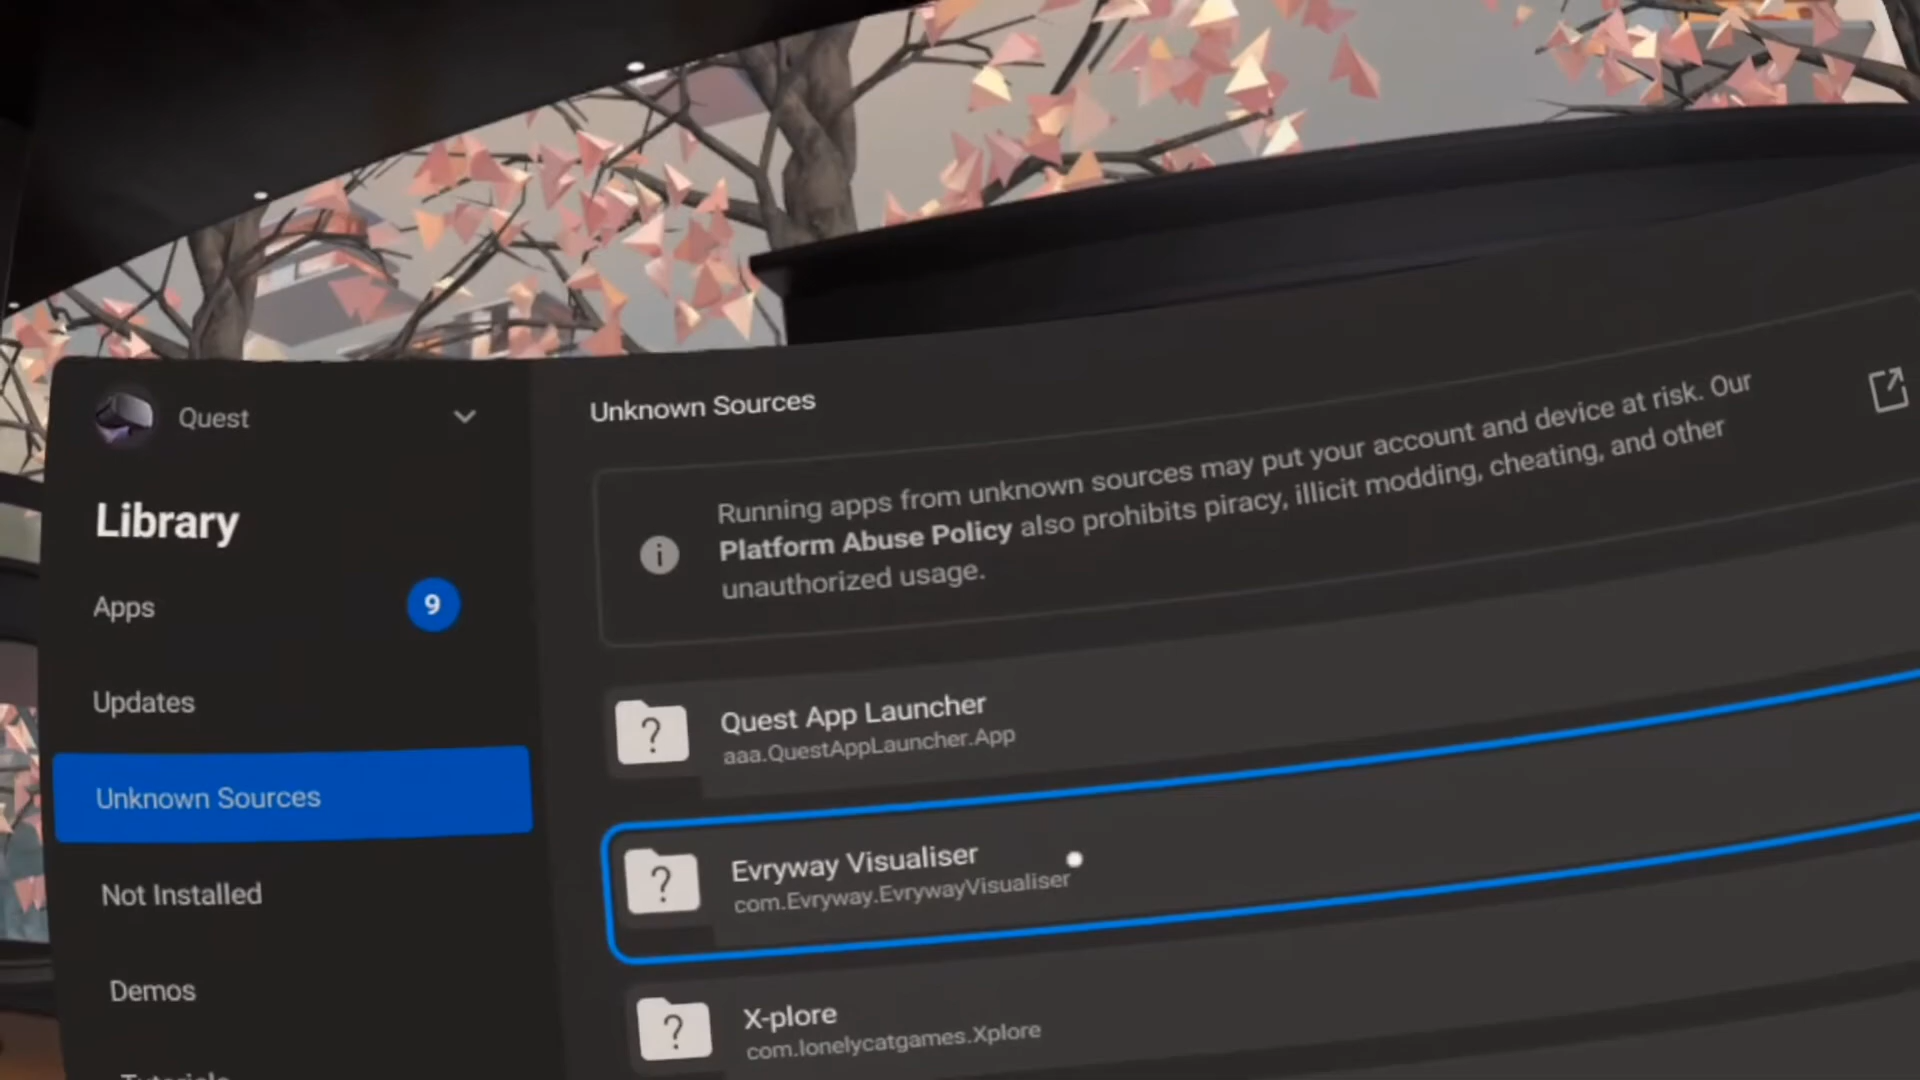 Quest
Library
Apps
9
Updates
Unknown Sources
Not Installed
Demos
Tutorials
Unknown Sources
Running apps from unknown sources may put your account and device at risk. Our
Platform Abuse Policy also prohibits piracy, illicit modding, cheating, and other
unauthorized usage.
Quest App Launcher
aaa.QuestAppLauncher.App
Evryway Visualiser
com.Evryway.EvrywayVisualiser
X-plore
com.lonelycatgames.Xplore